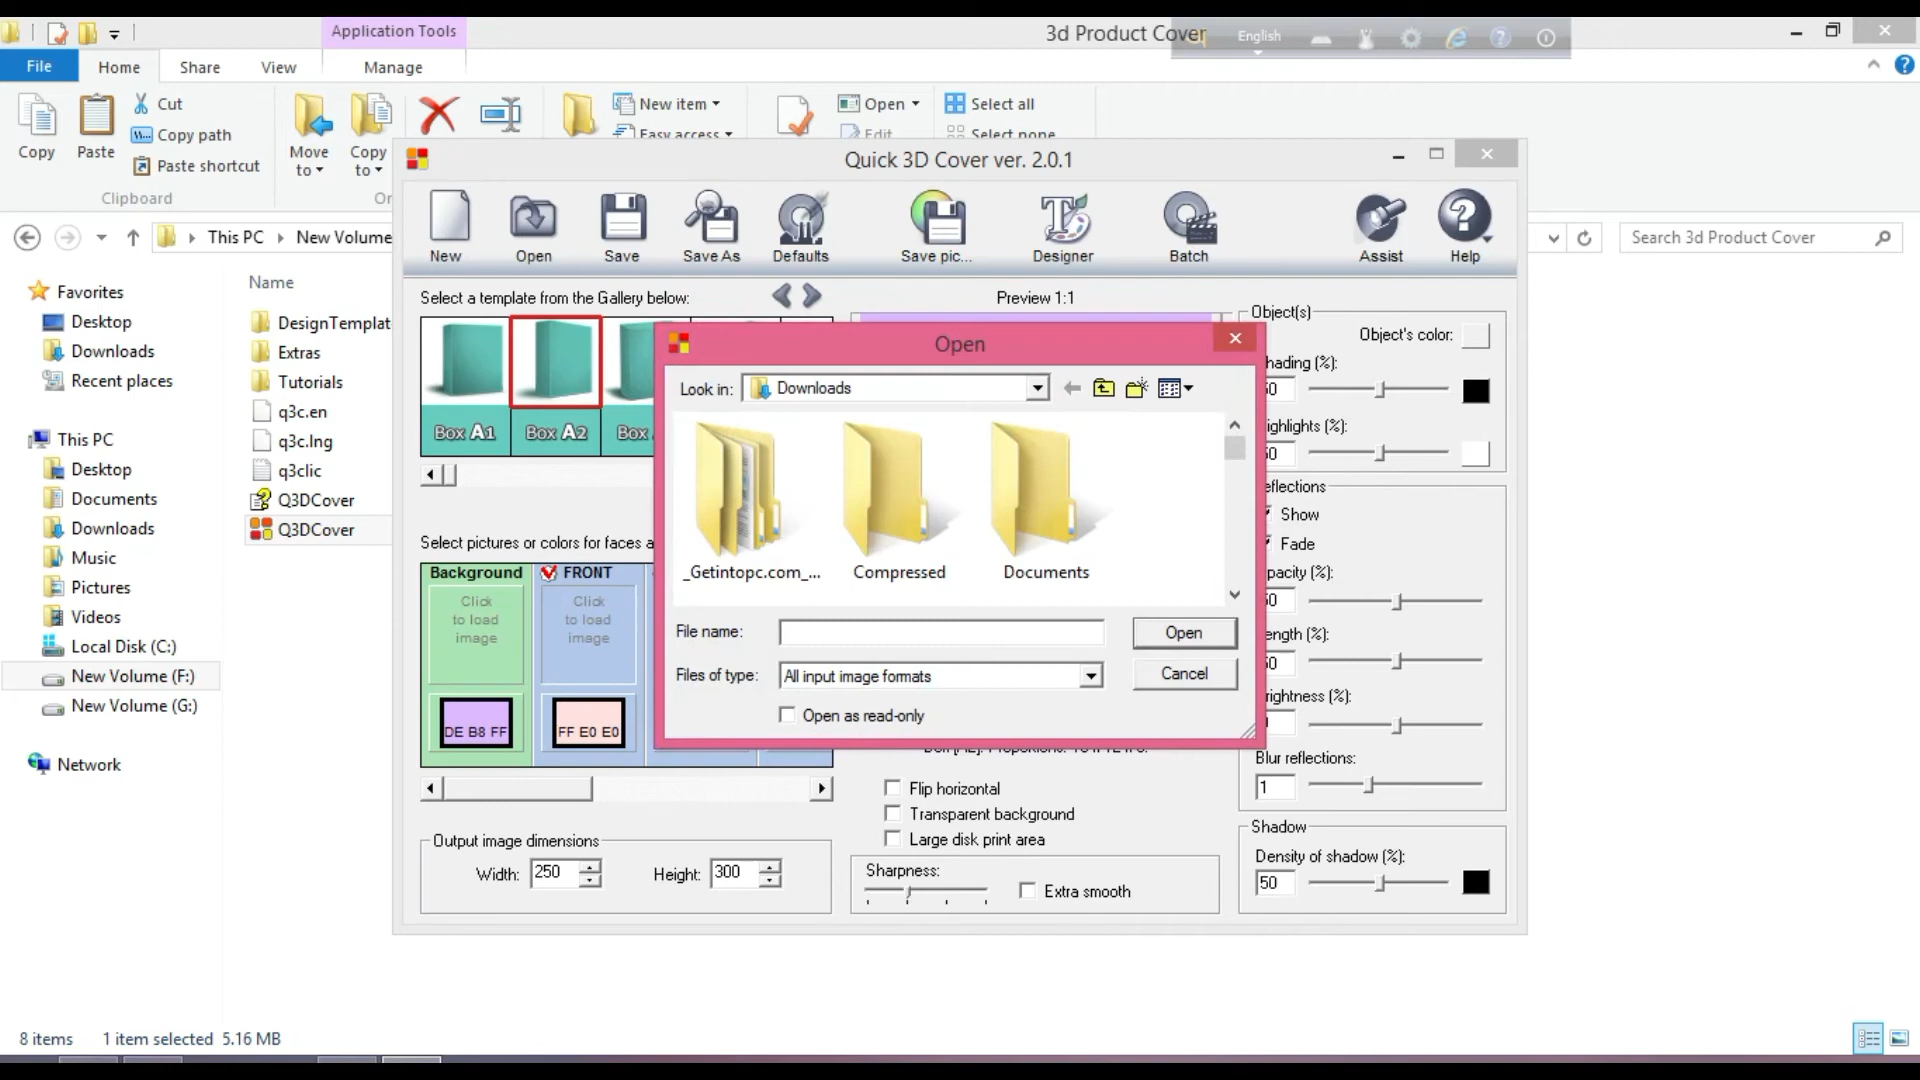 Application Tools
3d Product Cover
English
File
Home
Share
View
Manage
Copy
Paste
Cut
Copy path
Paste shortcut
Clipboard
Move to
Copy to
Or
New item
Easy access
Open
Edit
Select all
Select none
This PC
New Volume
Search 3d Product Cover
Favorites
Desktop
Downloads
Recent places
This PC
Desktop
Documents
Downloads
Music
Pictures
Videos
Local Disk (C:)
New Volume (F:)
New Volume (G:)
Network
Name
DesignTemplat
Extras
Tutorials
q3c.en
q3c.lng
q3clic
Q3DCover
Q3DCover
Quick 3D Cover ver. 2.0.1
New
Open
Save
Save As
Defaults
Save pic...
Designer
Batch
Assist
Help
Select a template from the Gallery below:
Preview 1:1
Box A1
Box A2
Box
Select pictures or colors for faces a
Background
FRONT
Click to load image
Click to load image
DE B8 FF
FF E0 E0
Output image dimensions
Width: 250
Height: 300
Open
Look in:
Downloads
_Getintopc.com_...
Compressed
Documents
File name:
Open
Files of type:
All input image formats
Cancel
Open as read-only
Flip horizontal
Transparent background
Large disk print area
Sharpness:
Extra smooth
Object(s)
Object's color:
hading (%):
50
ighlights (%):
50
eflections
Show
Fade
pacity (%):
50
ength (%):
50
rightness (%):
Blur reflections:
1
Shadow
Density of shadow (%):
50
8 items
1 item selected 5.16 MB